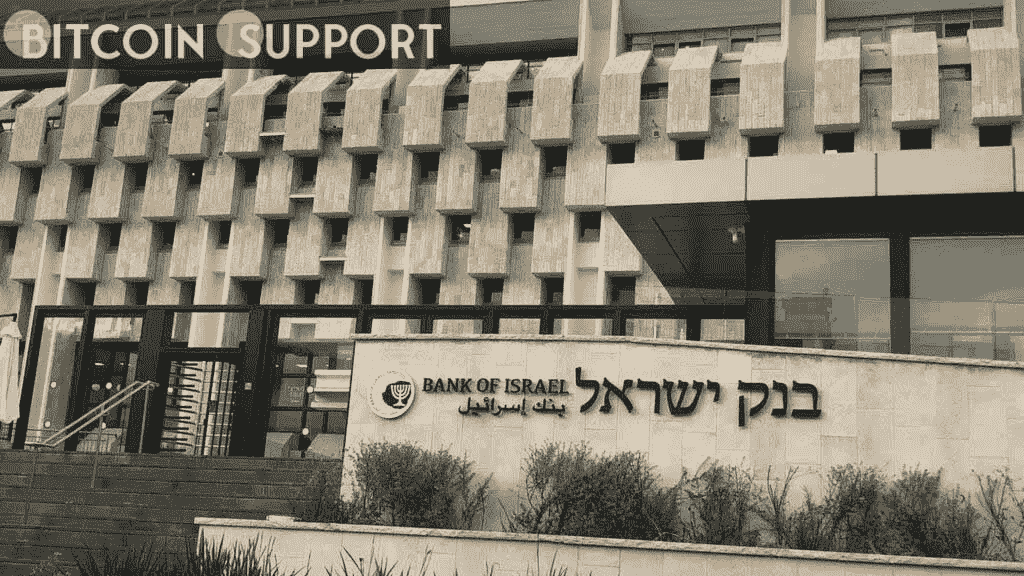 BITCOIN SUPPORT
BANK OF ISRAEL
بنك إسرائيل
בנק ישראל